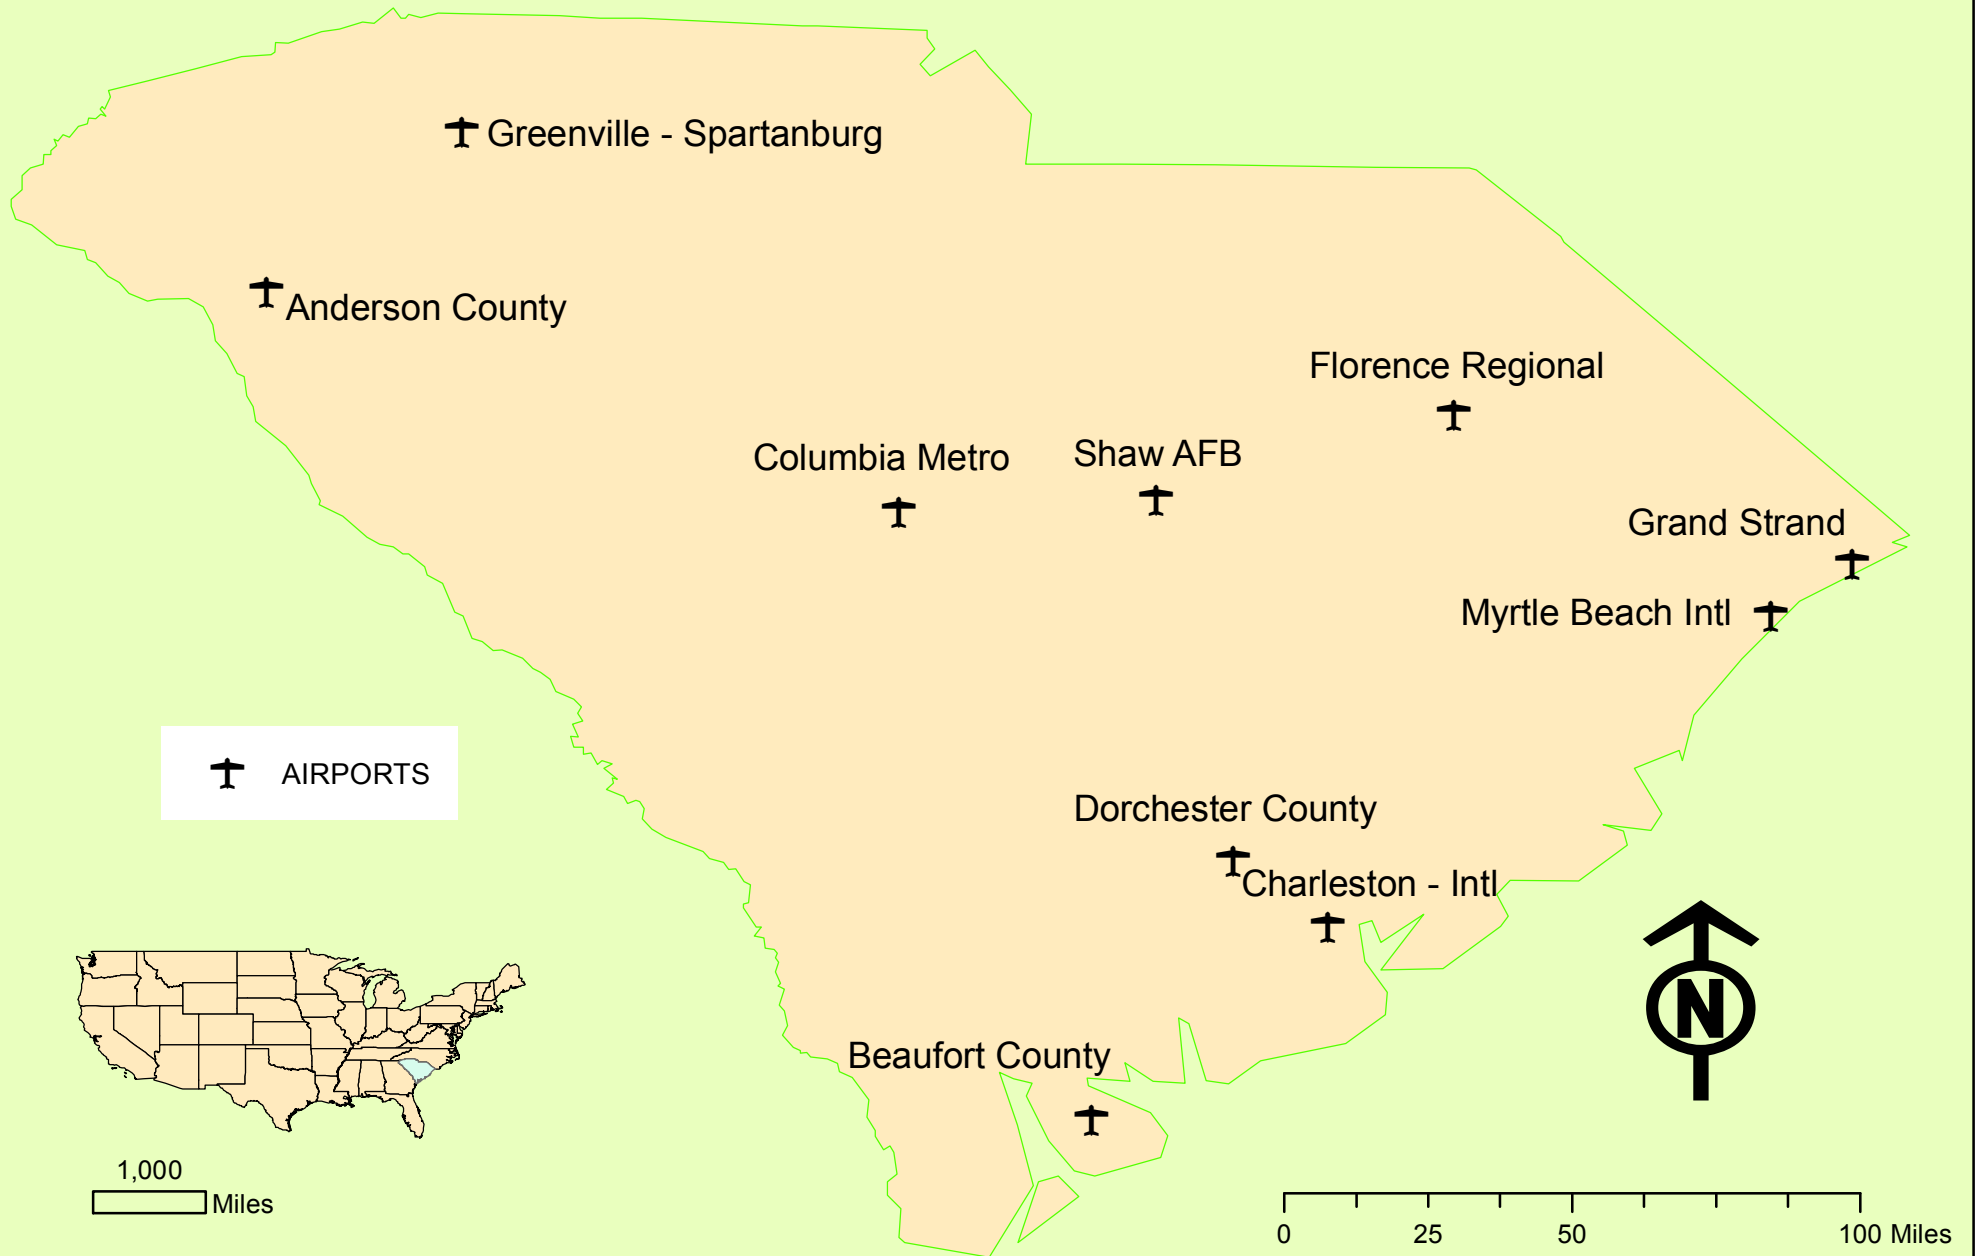 Greenville - Spartanburg
Anderson County
Florence Regional
Columbia Metro
Shaw AFB
Grand Strand
Myrtle Beach Intl
AIRPORTS
Dorchester County
Charleston - Intl
N
Beaufort County
1,000
Miles
0 25 50 100 Miles